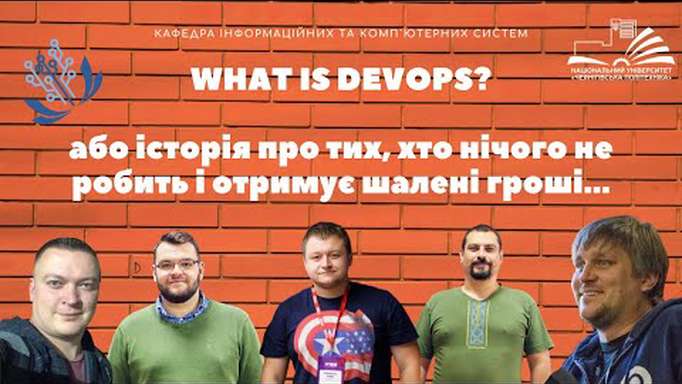 КАФЕДРА ІНФОРМАЦІЙНИХ ТА КОМП'ЮТЕРНИХ СИСТЕМ
WHAT IS DEVOPS?
НАЦІОНАЛЬНИЙ УНІВЕРСИТЕТ
«ЧЕРНІГІВСЬКА ПОЛІТЕХНІКА»
або історія про тих, хто нічого не
робить і отримує шалені гроші...